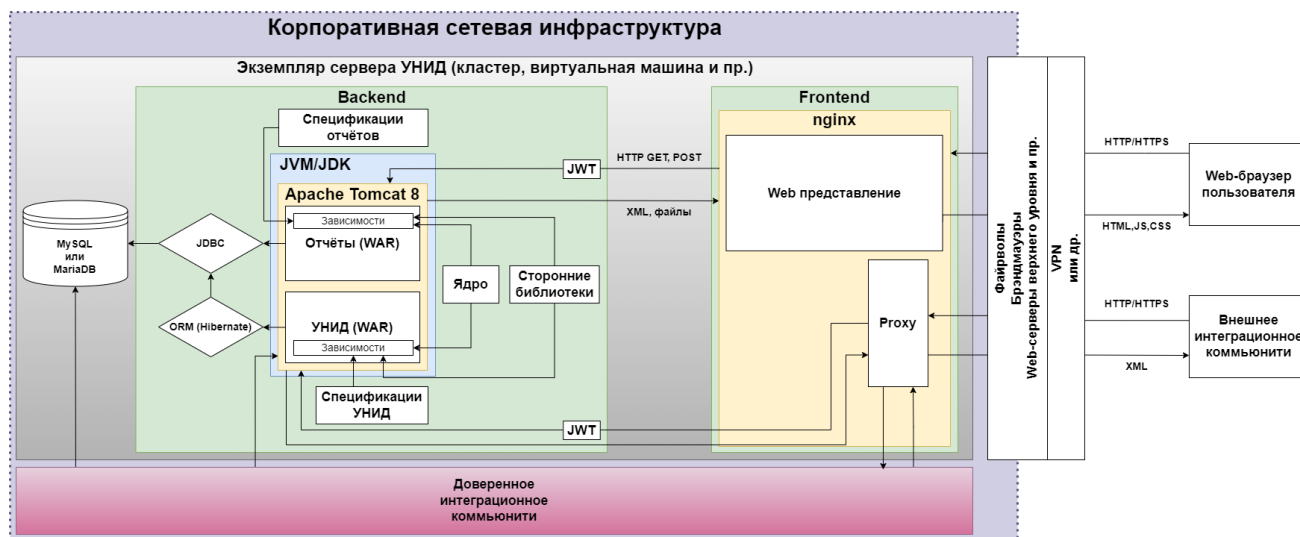 Корпоративная сетевая инфраструктура
Экземпляр сервера УНИД (кластер, виртуальная машина и пр.)
Backend
Спецификации
отчётов
JVM/JDK
Apache Tomcat 8
Зависимости
Отчёты (WAR)
УНИД (WAR)
Зависимости
Спецификации
УНИД
MySQL
или
MariaDB
JDBC
ORM (Hibernate)
Ядро
Сторонние
библиотеки
JWT
HTTP GET, POST
XML, файлы
JWT
Frontend
nginx
Web представление
Proxy
Файрволы
Брэндмауэры
Web-серверы верхнего уровня и пр.
VPN
или др.
HTTP/HTTPS
HTML,JS,CSS
Web-браузер
пользователя
HTTP/HTTPS
XML
Внешнее
интеграционное
коммьюнити
Доверенное
интеграционное
коммьюнити